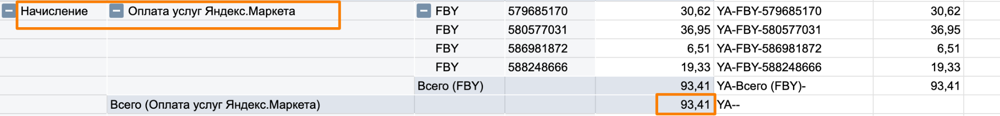 Начисление Оплата услуг Яндекс.Маркета FBY 579685170 30,62 YA-FBY-579685170 30,62
FBY 580577031 36,95 YA-FBY-580577031 36,95
FBY 586981872 6,51 YA-FBY-586981872 6,51
FBY 588248666 19,33 YA-FBY-588248666 19,33
Всего (FBY) 93,41 YA-Всего (FBY)- 93,41
Всего (Оплата услуг Яндекс.Маркета) 93,41 YA--